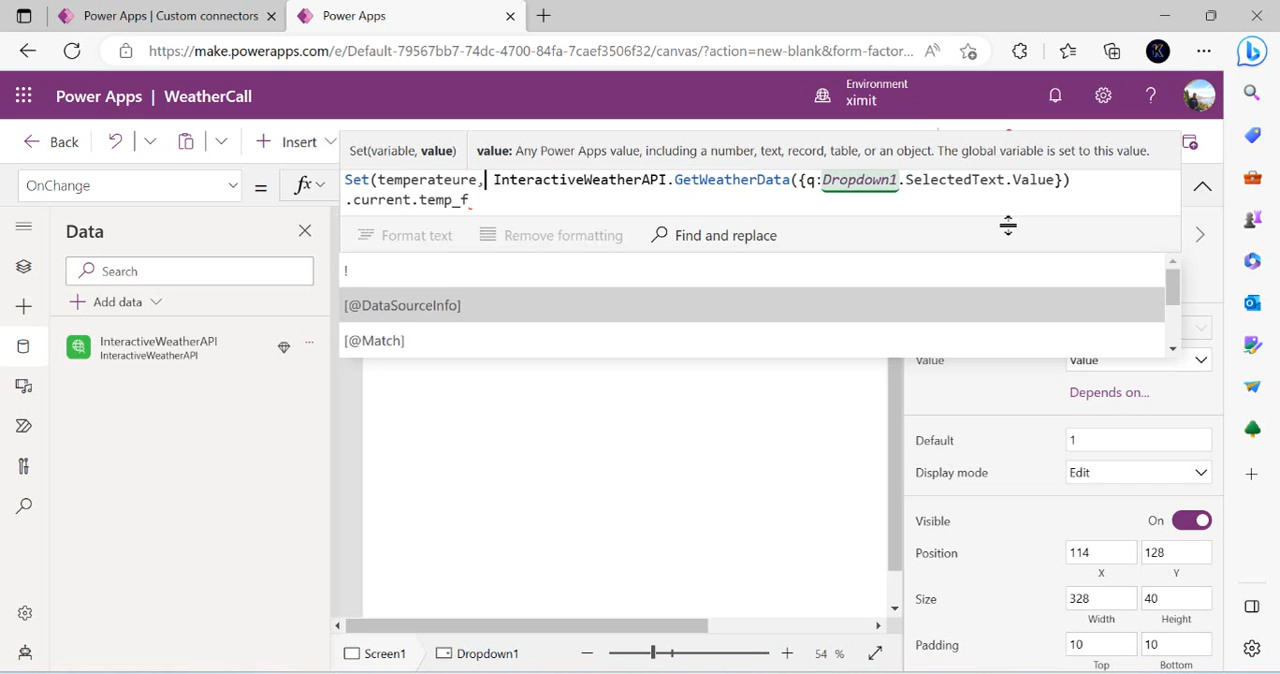 Power Apps | Custom connectors
Power Apps
https://make.powerapps.com/e/Default-79567bb7-74dc-4700-84fa-7caef3506f32/canvas/?action=new-blank&form-factor...
Power Apps | WeatherCall
Environment
ximit
Back
Insert
Set(variable, value)
value: Any Power Apps value, including a number, text, record, table, or an object. The global variable is set to this value.
OnChange
=
fx
Set(temperateure, InteractiveWeatherAPI.GetWeatherData({q:Dropdown1.SelectedText.Value})
.current.temp_f
Format text
Remove formatting
Find and replace
!
[@DataSourceInfo]
[@Match]
Data
Search
Add data
InteractiveWeatherAPI
InteractiveWeatherAPI
Value
Value
Depends on...
Default
1
Display mode
Edit
Visible
On
Position
114
128
X
Y
Size
328
40
Width
Height
Padding
10
10
Top
Bottom
Screen1
Dropdown1
54 %